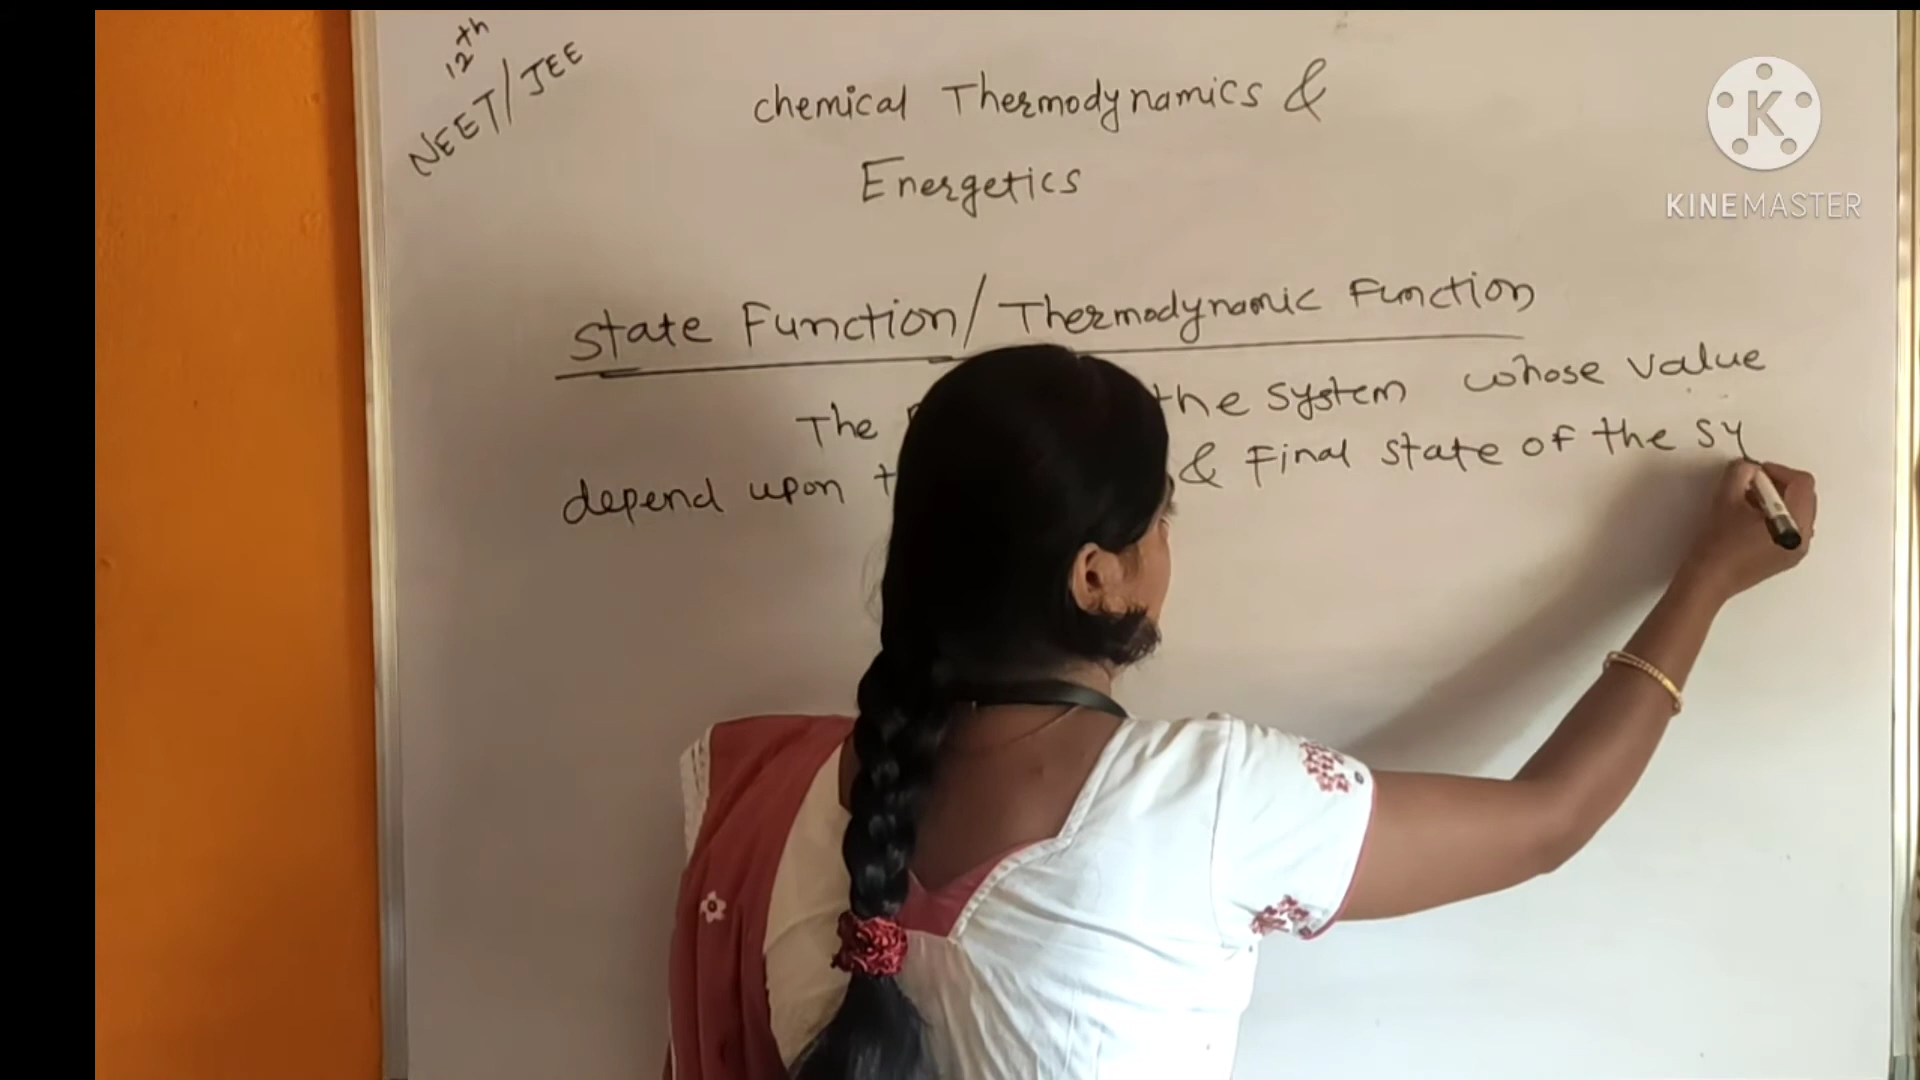 12th
NEET/JEE
chemical Thermodynamics &
Energetics
State Function/Thermodynamic Function
The the system whose value
depend upon & Final state of the sy
KINEMASTER